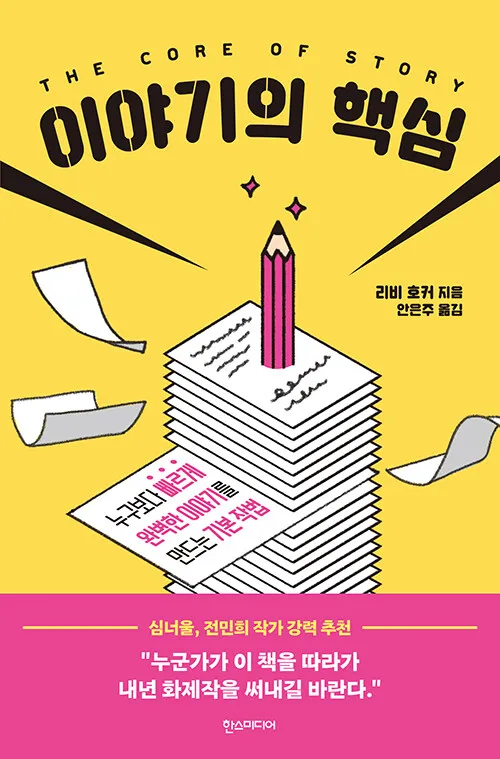 THE CORE OF STORY
이야기의 핵심
리비 호커 지음
안은주 옮김
누구보다 빠르게
완벽한 이야기를
만드는 기본 작법
심너울, 전민희 작가 강력 추천
"누군가가 이 책을 따라가
내년 화제작을 써내길 바란다."
한스미디어